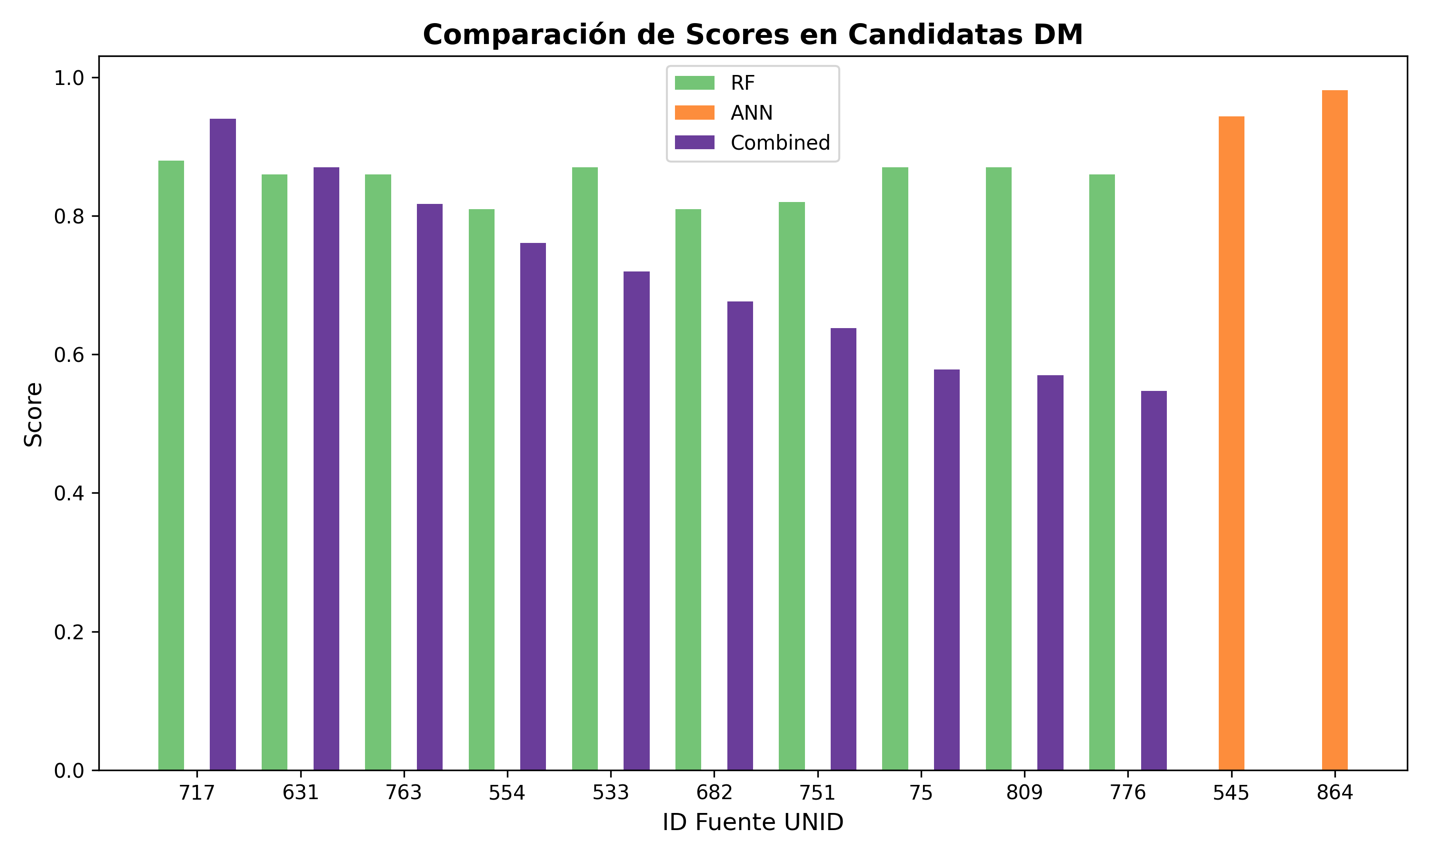 Comparación de Scores en Candidatas DM
RF
ANN
Combined
Score
1.0
0.8
0.6
0.4
0.2
0.0
717 631 763 554 533 682 751 75 809 776 545 864
ID Fuente UNID